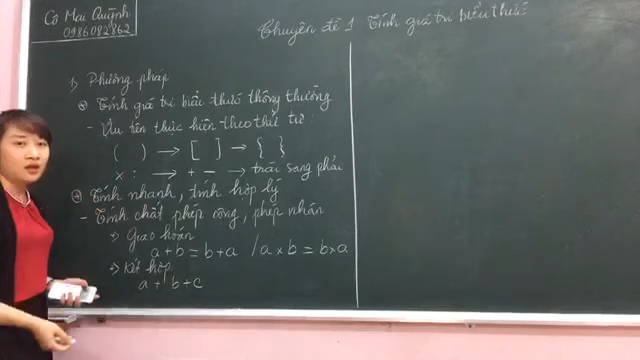 Cô Mai Quỳnh
0986082862
Chuyên đề 1 Tính giá trị biểu thức
1) Phương pháp
* Tính giá trị biểu thức thông thường
- Ưu tên thực hiện theo thứ tự :
( ) → [ ] → { }
× : → + - → trái sang phải
* Tính nhanh, tính hợp lý
- Tính chất phép cộng, phép nhân
+) Giao hoán
a + b = b + a / a × b = b × a
+) Kết hợp
a + b + c